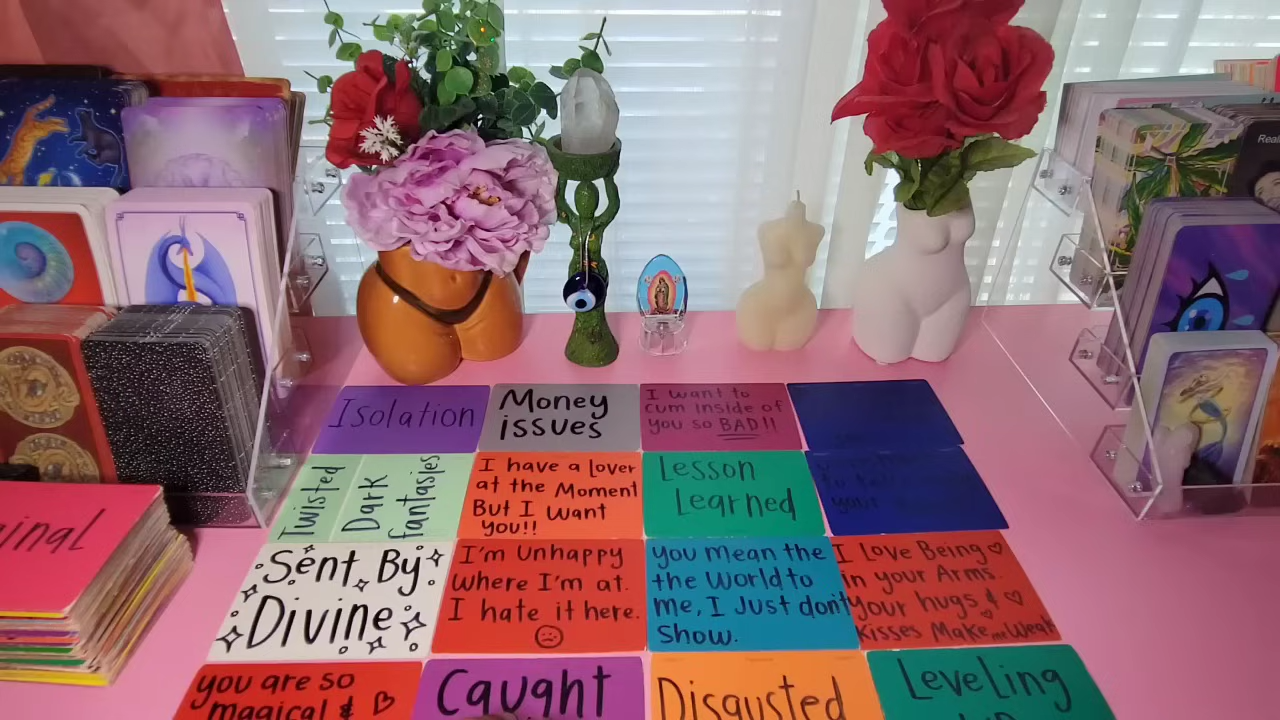 Isolation
Money
issues
I want to
cum inside of
you so BAD!!
Twisted
Dark
fantasies
I have a Lover
at the Moment
But I want
you!!
Lesson
Learned
Sent By
Divine
I'm Unhappy
where I'm at.
I hate it here.
you mean the
the World to
me, I Just don't
Show.
I Love Being
in your Arms.
your hugs &
Kisses Make me Weak
you are so
magical &
Caught
Disgusted
Leveling
inal
Real